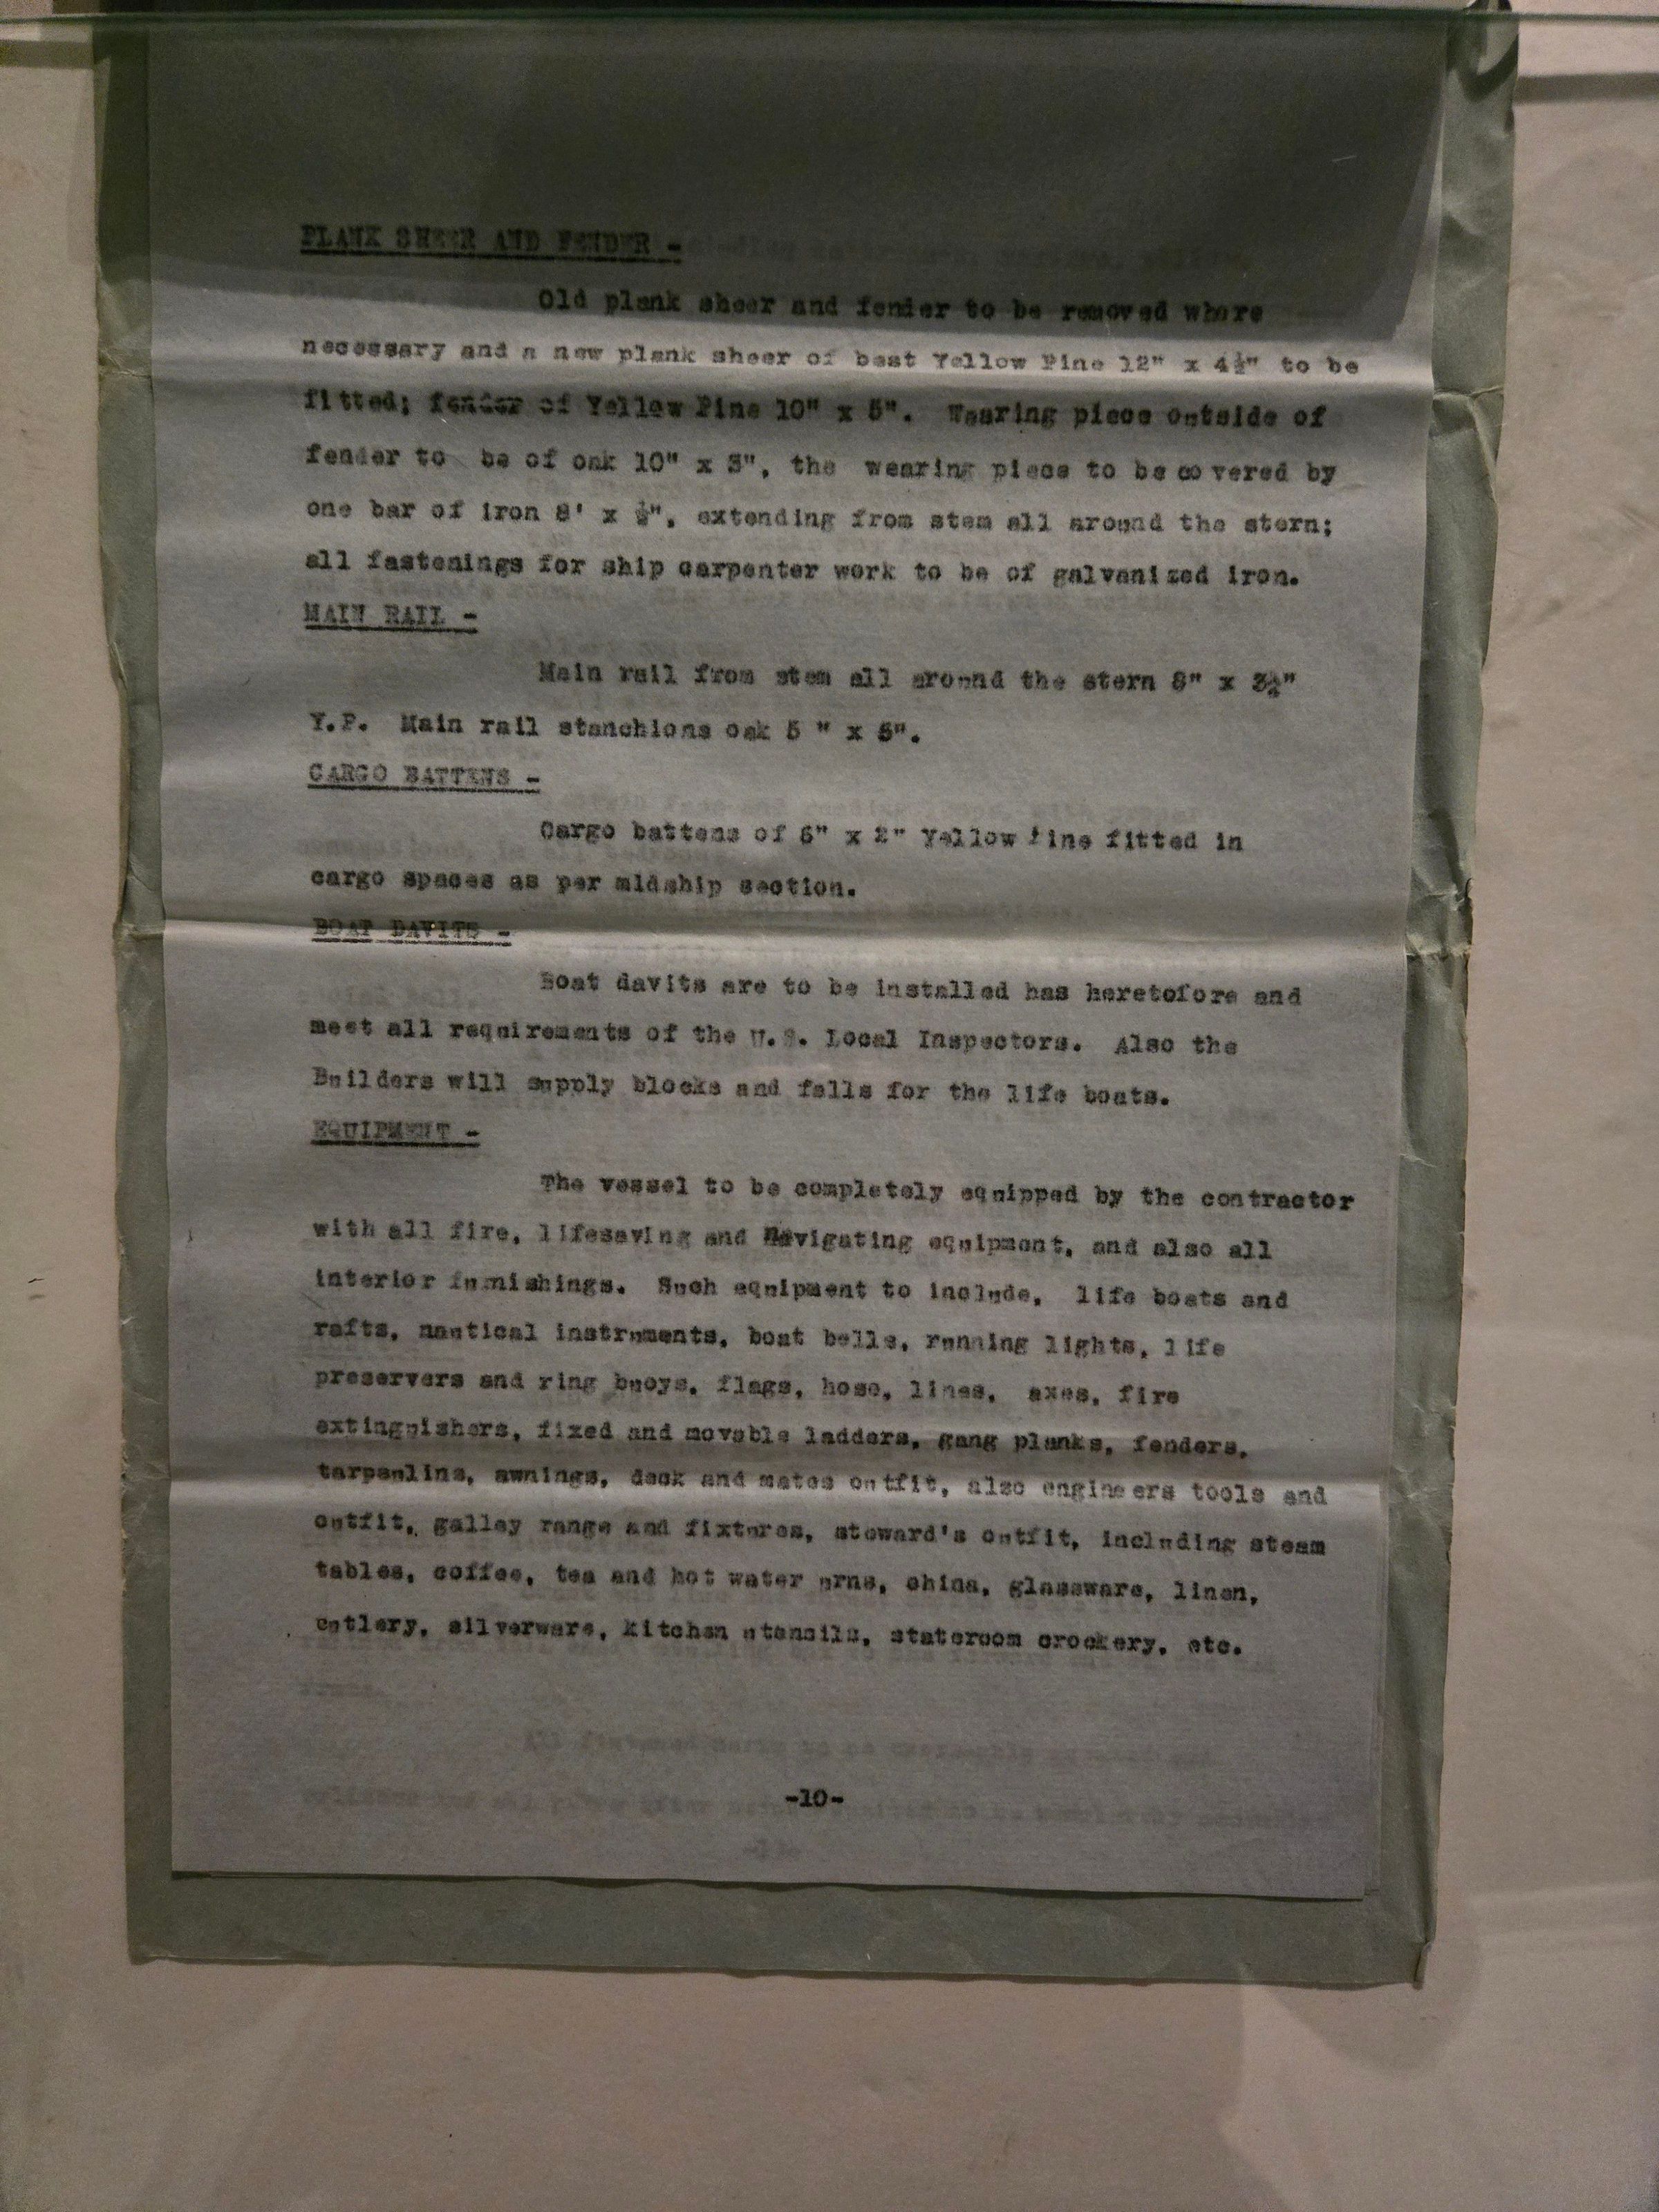 PLANK SHEER AND FENDER -
Old plank sheer and fender to be removed where
necessary and a new plank sheer of best Yellow Pine 12" x 4½" to be
fitted; fender of Yellow Pine 10" x 5". Wearing piece outside of
fender to be of oak 10" x 3", the wearing piece to be co vered by
one bar of iron 8' x ½", extending from stem all around the stern;
all fastenings for ship carpenter work to be of galvanized iron.
MAIN RAIL -
Main rail from stem all around the stern 8" x
Y.P. Main rail stanchions oak 5 " x 5".
CARGO BATTENS -
Cargo battens of 6" x 2" Yellow Pine fitted in
cargo spaces as per midship section.
BOAT DAVITS -
Boat davits are to be installed has heretofore and
meet all requirements of the U.S. Local Inspectors. Also the
Builders will supply blocks and falls for the life boats.
EQUIPMENT -
The vessel to be completely equipped by the contractor
with all fire, lifesaving and Navigating equipment, and also all
interior furnishings. Such equipment to include, life boats and
rafts, nautical instruments, boat bells, running lights, life
preservers and ring buoys, flags, hose, lines, axes, fire
extinguishers, fixed and movable ladders, gang planks, fenders,
tarpaulins, awnings, deck and mates outfit, also engineers tools and
outfit, galley range and fixtures, steward's outfit, including steam
tables, coffee, tea and hot water urns, china, glassware, linen,
cutlery, silverware, kitchen utensils, stateroom crockery, etc.
-10-